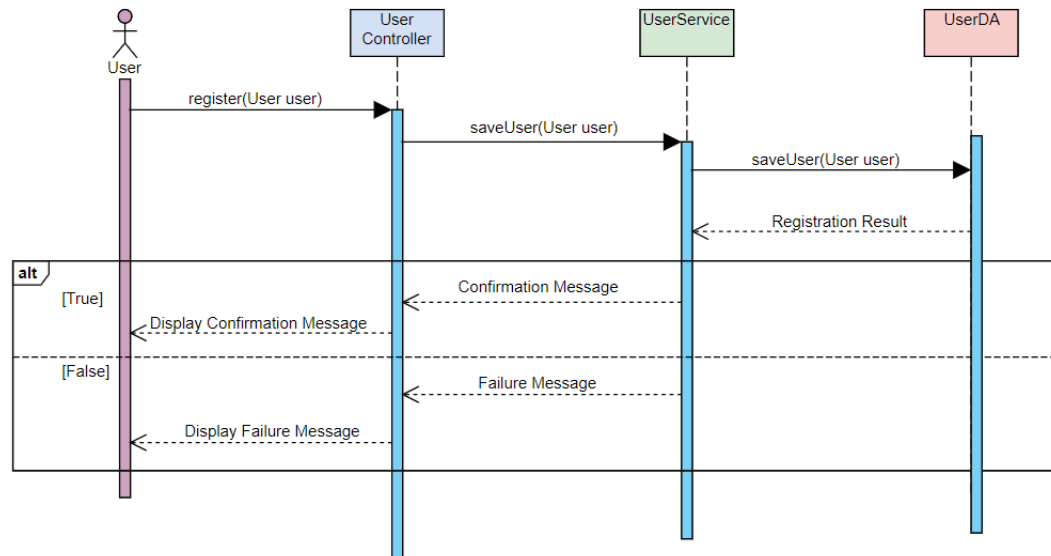 User
Controller
UserService
UserDA
User
register(User user)
saveUser(User user)
saveUser(User user)
Registration Result
alt
[True]
Confirmation Message
Display Confirmation Message
[False]
Failure Message
Display Failure Message